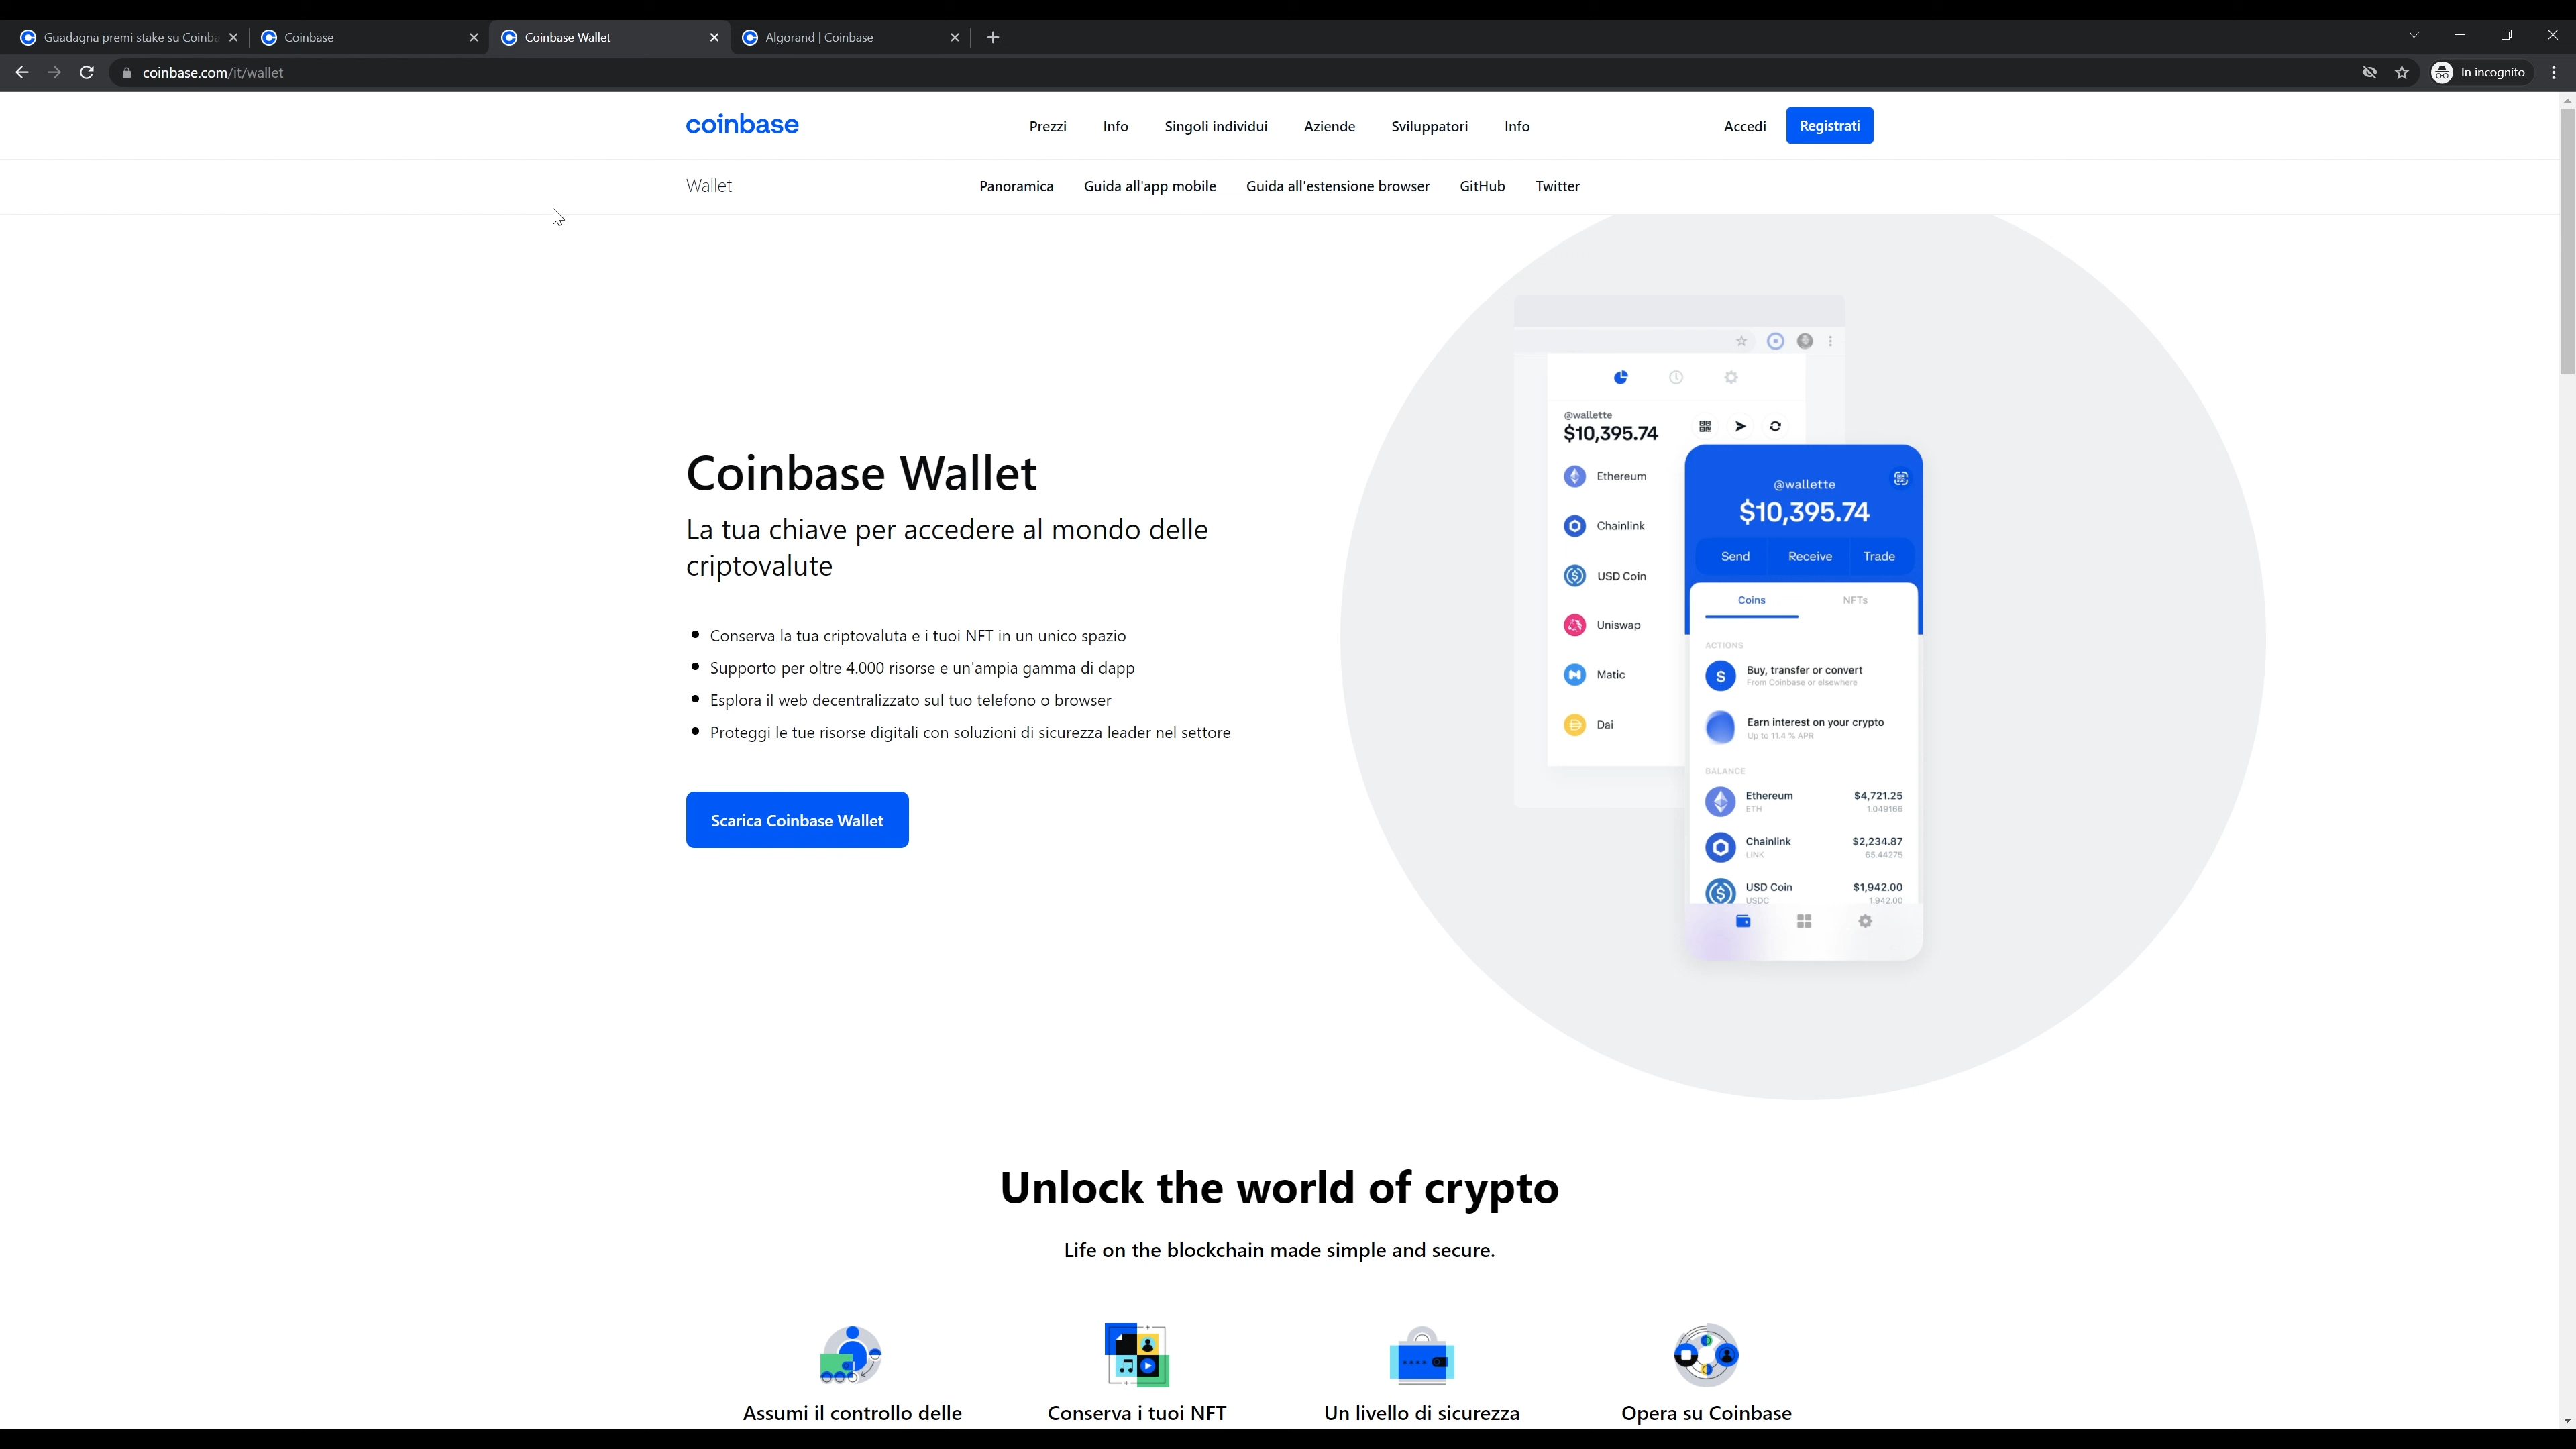 Guadagna premi stake su Coinba
Coinbase
Coinbase Wallet
Algorand | Coinbase
coinbase.com/it/wallet
In incognito
coinbase
Prezzi
Info
Singoli individui
Aziende
Sviluppatori
Info
Accedi
Registrati
Wallet
Panoramica
Guida all'app mobile
Guida all'estensione browser
GitHub
Twitter
Coinbase Wallet
La tua chiave per accedere al mondo delle
criptovalute
Conserva la tua criptovaluta e i tuoi NFT in un unico spazio
Supporto per oltre 4.000 risorse e un'ampia gamma di dapp
Esplora il web decentralizzato sul tuo telefono o browser
Proteggi le tue risorse digitali con soluzioni di sicurezza leader nel settore
Scarica Coinbase Wallet
@wallette
$10,395.74
Ethereum
Chainlink
USD Coin
Uniswap
Matic
Dai
@wallette
$10,395.74
Send
Receive
Trade
Coins
NFTs
ACTIONS
Buy, transfer or convert
From Coinbase or elsewhere
Earn interest on your crypto
Up to 11.4 % APR
BALANCE
Ethereum
$4,721.25
ETH
1.049166
Chainlink
$2,234.87
LINK
65.44275
USD Coin
$1,942.00
USDC
1,942.00
Unlock the world of crypto
Life on the blockchain made simple and secure.
Assumi il controllo delle
Conserva i tuoi NFT
Un livello di sicurezza
Opera su Coinbase